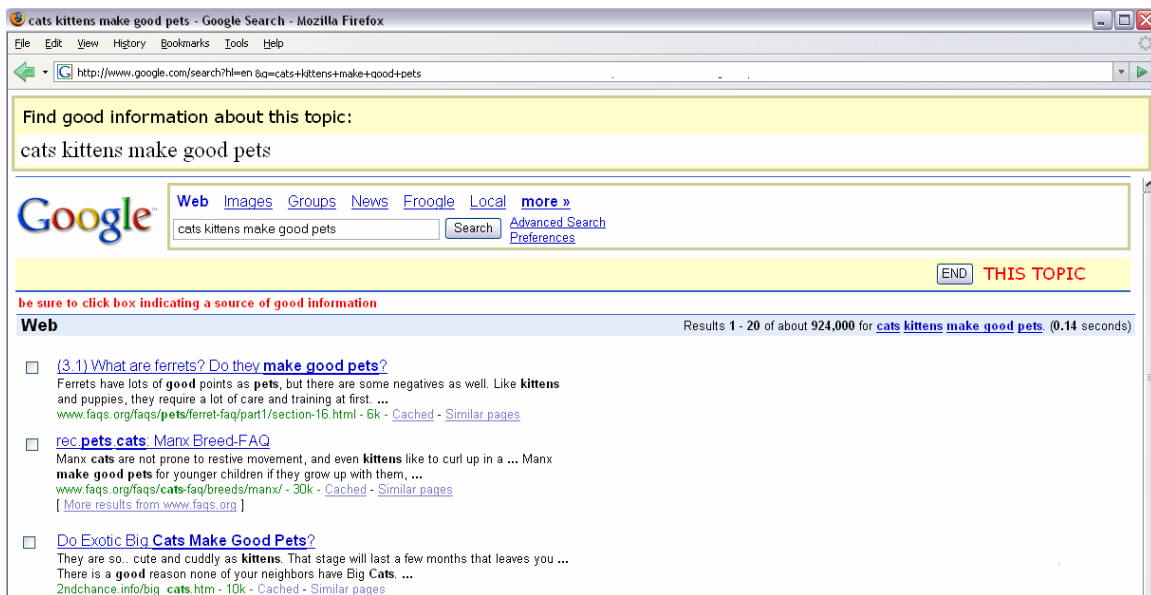 cats kittens make good pets - Google Search - Mozilla Firefox
File Edit View History Bookmarks Tools Help
http://www.google.com/search?hl=en &q=cats+kittens+make+good+pets
Find good information about this topic:
cats kittens make good pets
Google™
Web Images Groups News Froogle Local more »
cats kittens make good pets Search Advanced Search
Preferences
END THIS TOPIC
be sure to click box indicating a source of good information
Web Results 1 - 20 of about 924,000 for cats kittens make good pets. (0.14 seconds)
(3.1) What are ferrets? Do they make good pets?
Ferrets have lots of good points as pets, but there are some negatives as well. Like kittens
and puppies, they require a lot of care and training at first. ...
www.faqs.org/faqs/pets/ferret-faq/part1/section-16.html - 6k - Cached - Similar pages
rec.pets.cats: Manx Breed-FAQ
Manx cats are not prone to restive movement, and even kittens like to curl up in a ... Manx
make good pets for younger children if they grow up with them, ...
www.faqs.org/faqs/cats-faq/breeds/manx/ - 30k - Cached - Similar pages
[ More results from www.faqs.org ]
Do Exotic Big Cats Make Good Pets?
They are so.. cute and cuddly as kittens. That stage will last a few months that leaves you ...
There is a good reason none of your neighbors have Big Cats. ...
2ndchance.info/big_cats.htm - 10k - Cached - Similar pages